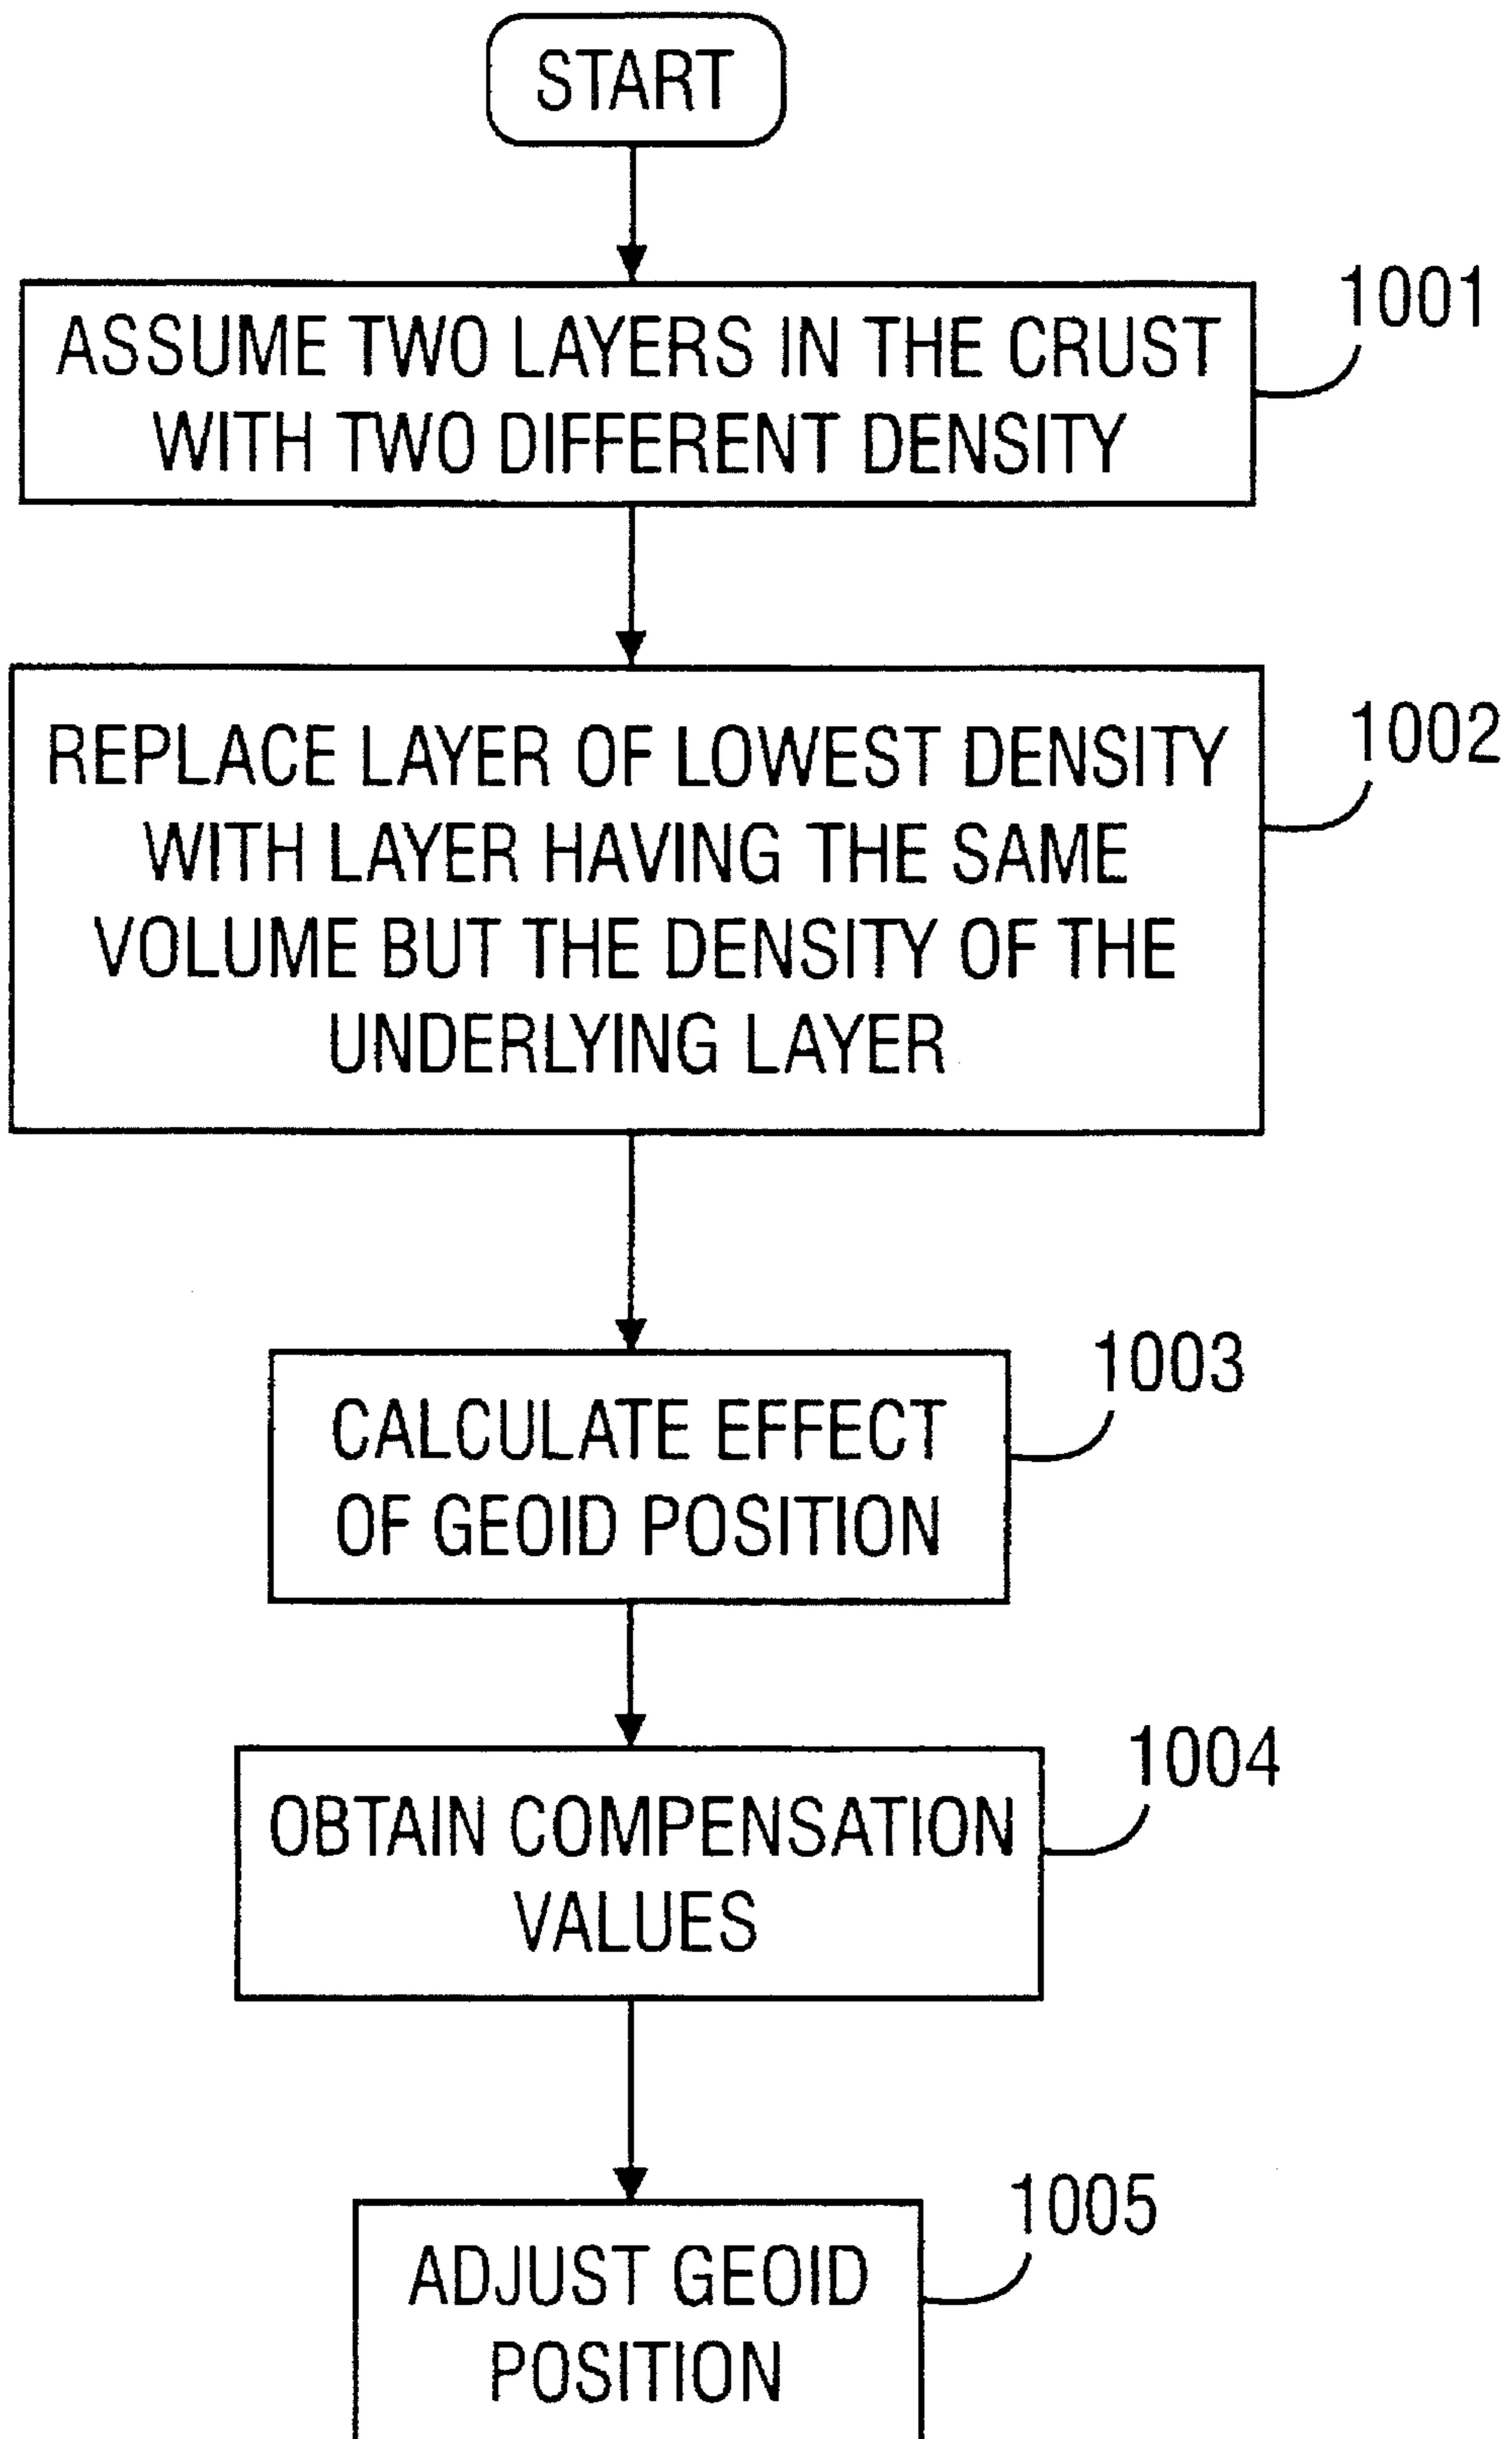 START
1001
ASSUME TWO LAYERS IN THE CRUST
WITH TWO DIFFERENT DENSITY
1002
REPLACE LAYER OF LOWEST DENSITY
WITH LAYER HAVING THE SAME
VOLUME BUT THE DENSITY OF THE
UNDERLYING LAYER
1003
CALCULATE EFFECT
OF GEOID POSITION
1004
OBTAIN COMPENSATION
VALUES
1005
ADJUST GEOID
POSITION